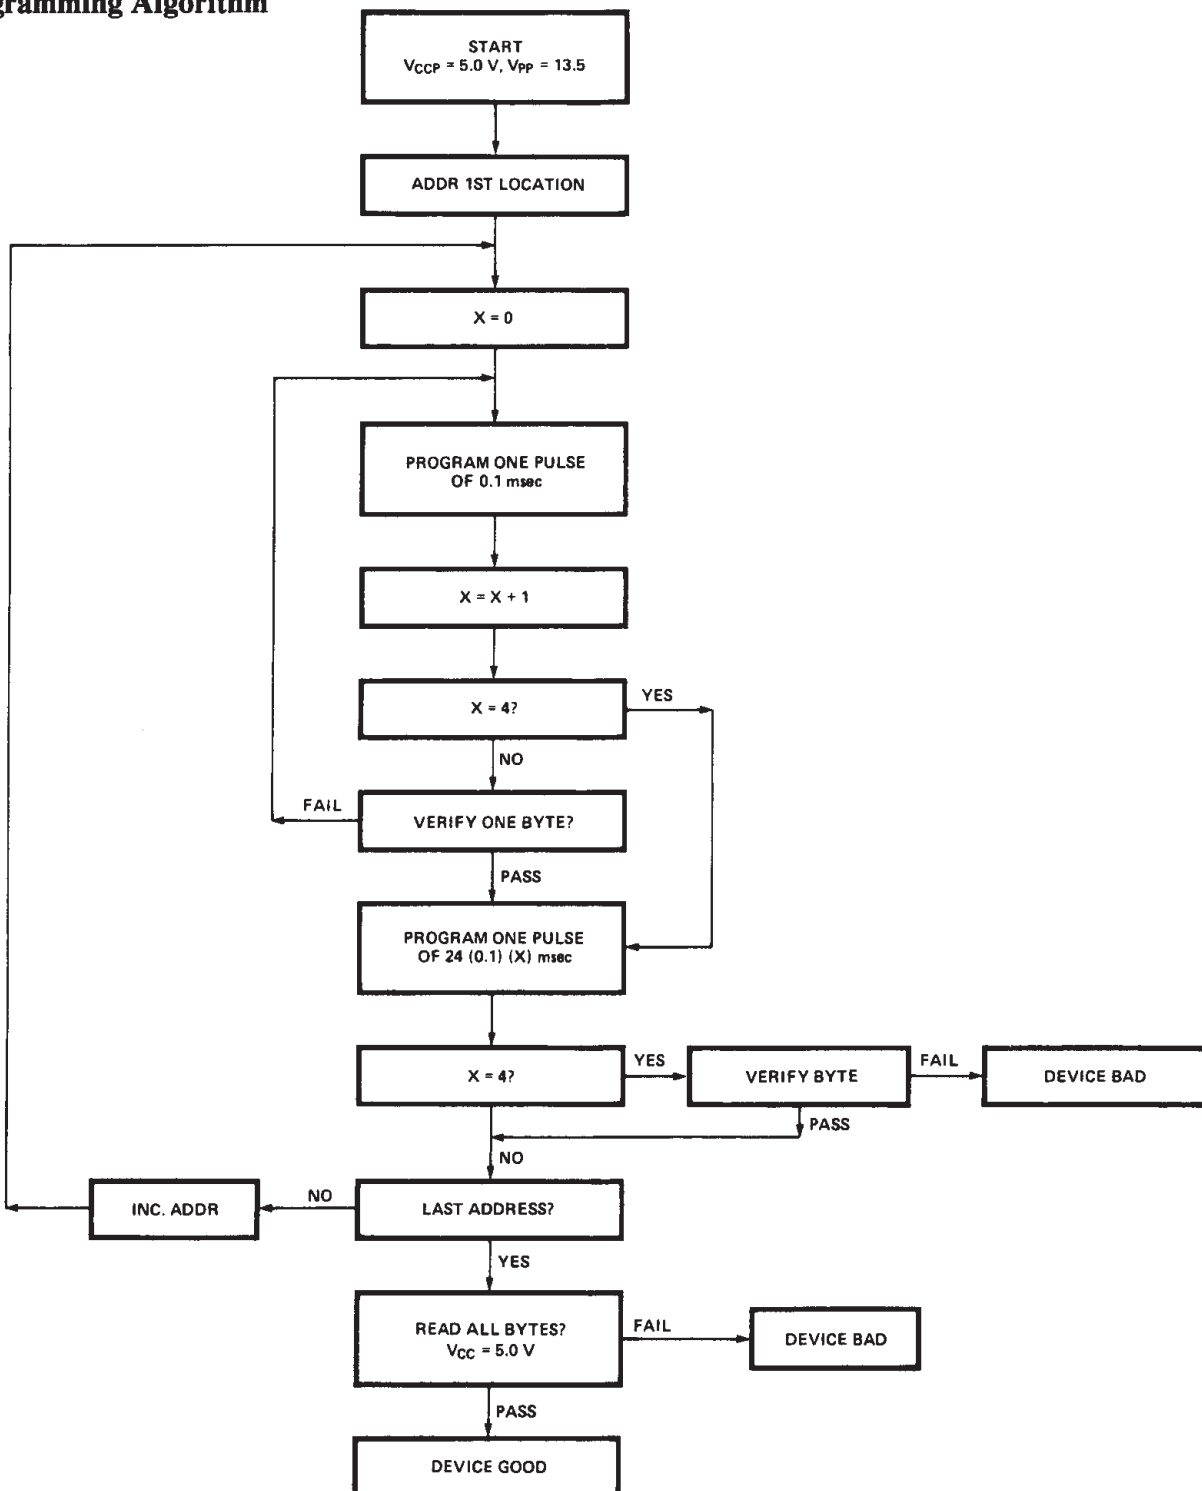 gramming Algorithm
START
VCCP = 5.0 V, VPP = 13.5
ADDR 1ST LOCATION
X = 0
PROGRAM ONE PULSE
OF 0.1 msec
X = X + 1
X = 4?
YES
NO
FAIL
VERIFY ONE BYTE?
PASS
PROGRAM ONE PULSE
OF 24 (0.1) (X) msec
X = 4?
YES
VERIFY BYTE
FAIL
DEVICE BAD
PASS
NO
INC. ADDR
NO
LAST ADDRESS?
YES
READ ALL BYTES?
VCC = 5.0 V
FAIL
DEVICE BAD
PASS
DEVICE GOOD